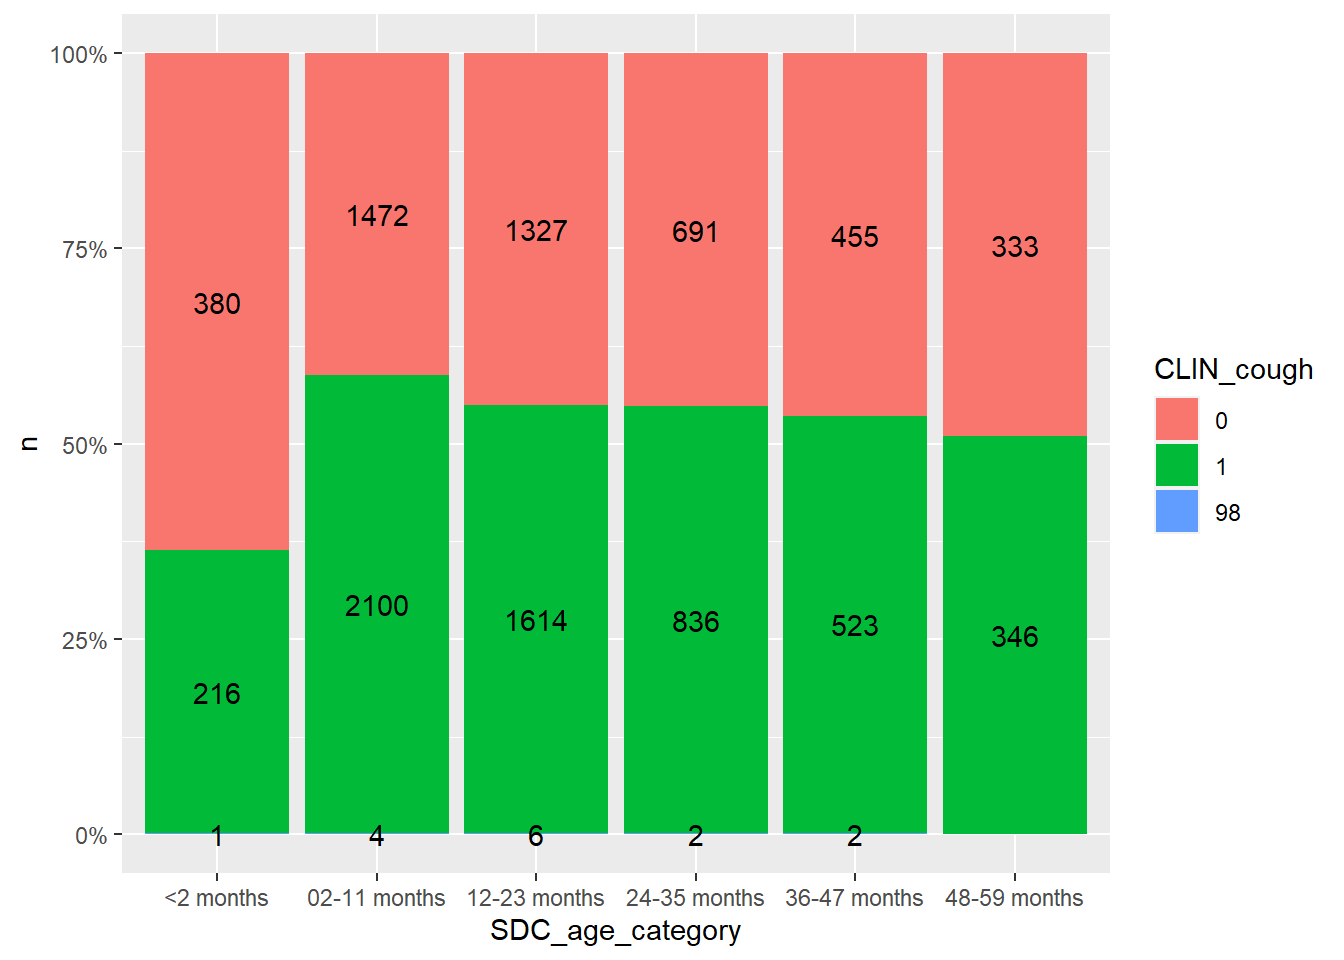 100%
75%
50%
25%
0%
n
1472
1327
691
455
333
380
2100
1614
836
523
346
216
1
4
6
2
2
<2 months
02-11 months
12-23 months
24-35 months
36-47 months
48-59 months
SDC_age_category
CLIN_cough
0
1
98